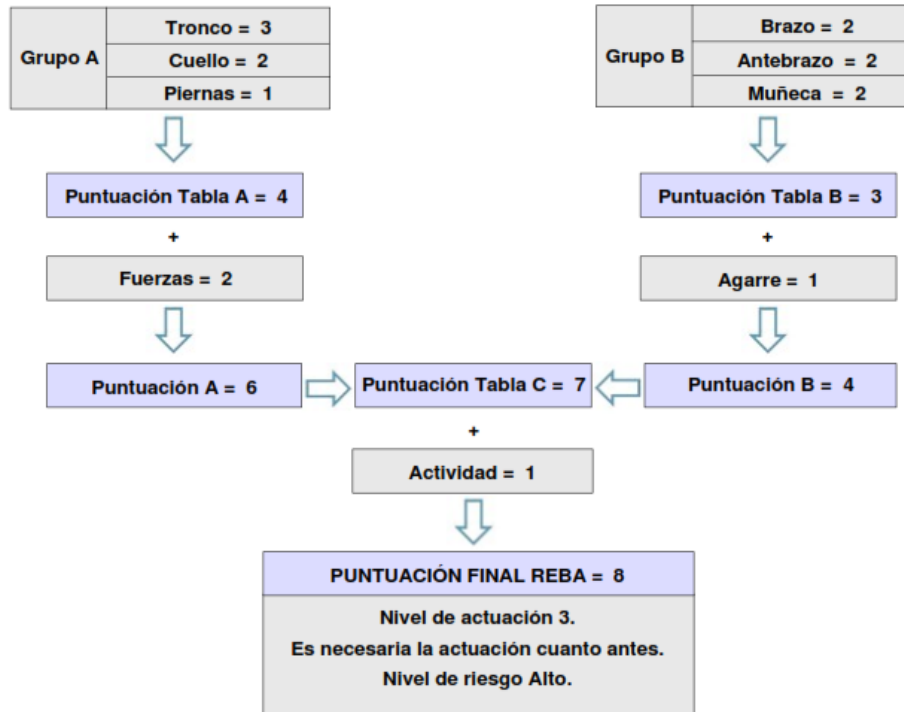 Grupo A
Tronco = 3
Cuello = 2
Piernas = 1
Grupo B
Brazo = 2
Antebrazo = 2
Muñeca = 2
Puntuación Tabla A = 4
Puntuación Tabla B = 3
+
+
Fuerzas = 2
Agarre = 1
Puntuación A = 6
Puntuación Tabla C = 7
Puntuación B = 4
+
Actividad = 1
PUNTUACIÓN FINAL REBA = 8
Nivel de actuación 3.
Es necesaria la actuación cuanto antes.
Nivel de riesgo Alto.